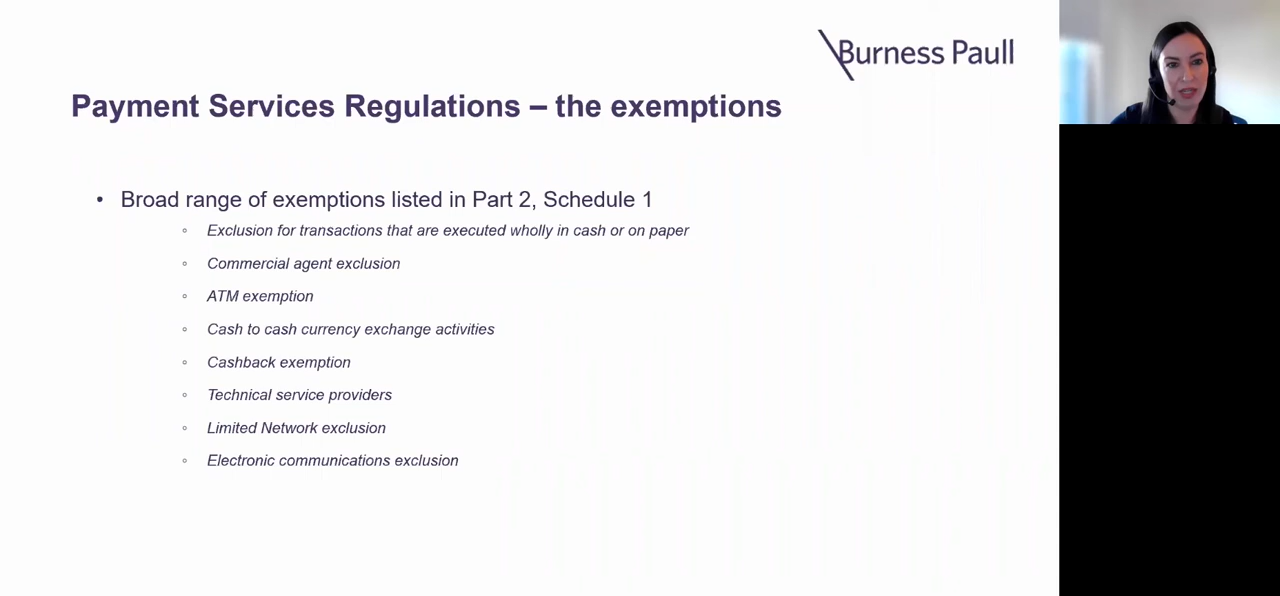 Burness Paull
Payment Services Regulations – the exemptions
• Broad range of exemptions listed in Part 2, Schedule 1
◦ Exclusion for transactions that are executed wholly in cash or on paper
◦ Commercial agent exclusion
◦ ATM exemption
◦ Cash to cash currency exchange activities
◦ Cashback exemption
◦ Technical service providers
◦ Limited Network exclusion
◦ Electronic communications exclusion